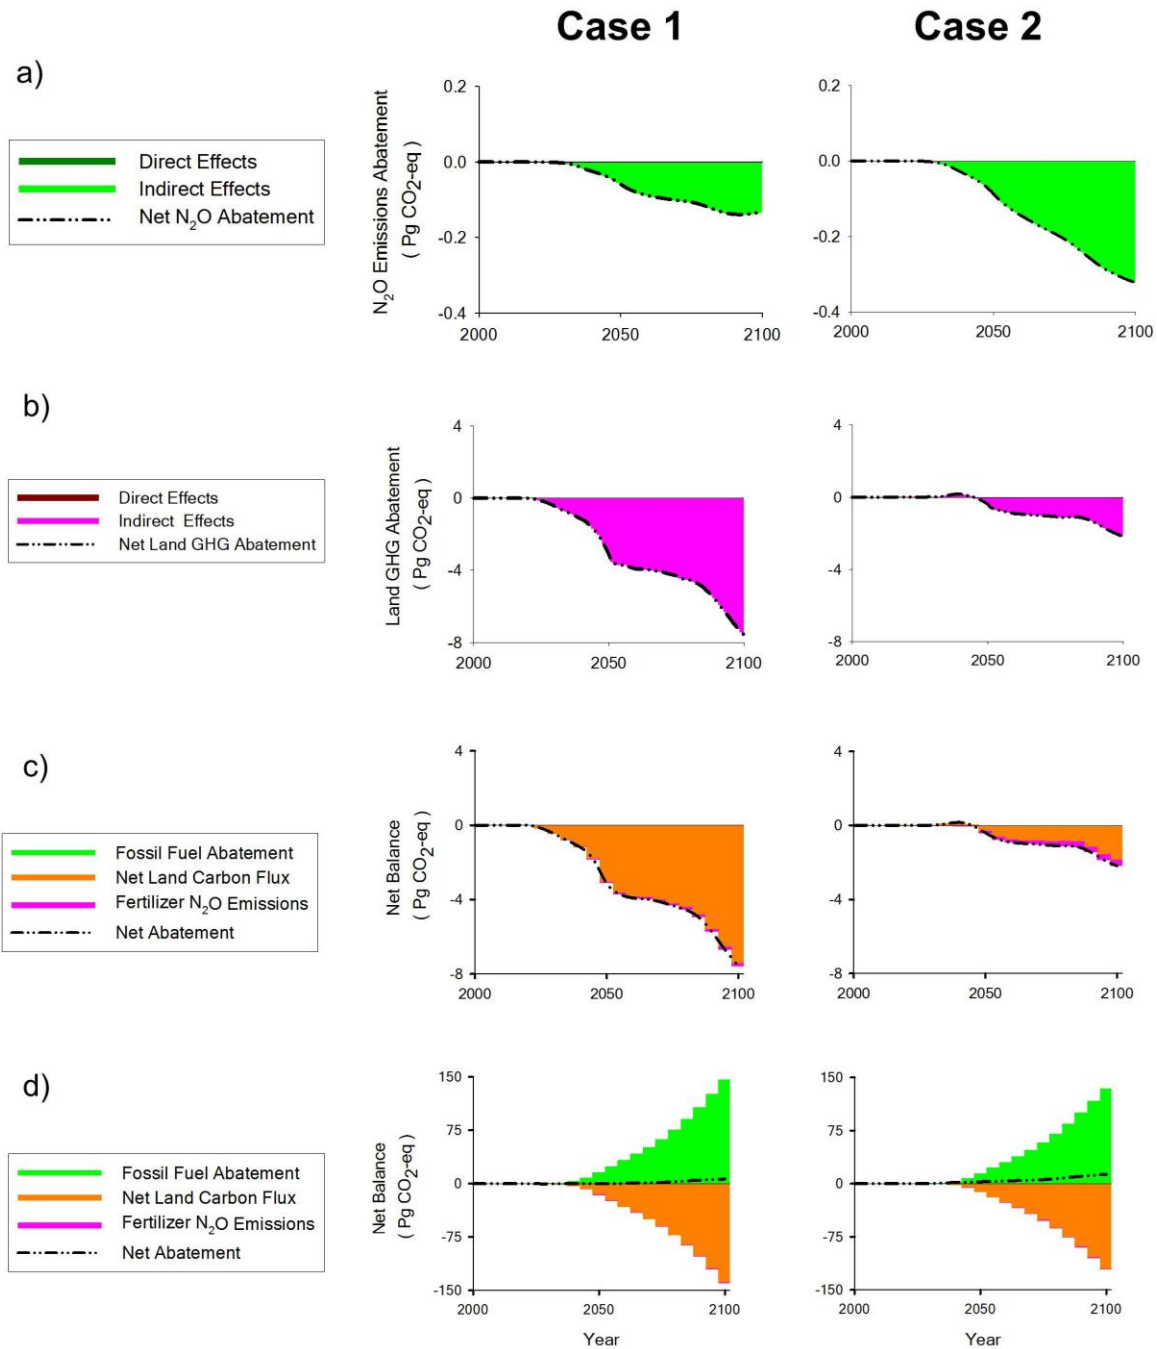 Case 1
Case 2
a)
Direct Effects
Indirect Effects
Net N2O Abatement
N2O Emissions Abatement
( Pg CO2-eq )
0.2
0.0
-0.2
-0.4
2000
2050
2100
0.2
0.0
-0.2
-0.4
2000
2050
2100
b)
Direct Effects
Indirect Effects
Net Land GHG Abatement
Land GHG Abatement
( Pg CO2-eq )
4
0
-4
-8
2000
2050
2100
4
0
-4
-8
2000
2050
2100
c)
Fossil Fuel Abatement
Net Land Carbon Flux
Fertilizer N2O Emissions
Net Abatement
Net Balance
( Pg CO2-eq )
4
0
-4
-8
2000
2050
2100
4
0
-4
-8
2000
2050
2100
d)
Fossil Fuel Abatement
Net Land Carbon Flux
Fertilizer N2O Emissions
Net Abatement
Net Balance
( Pg CO2-eq )
150
75
0
-75
-150
2000
2050
2100
Year
150
75
0
-75
-150
2000
2050
2100
Year